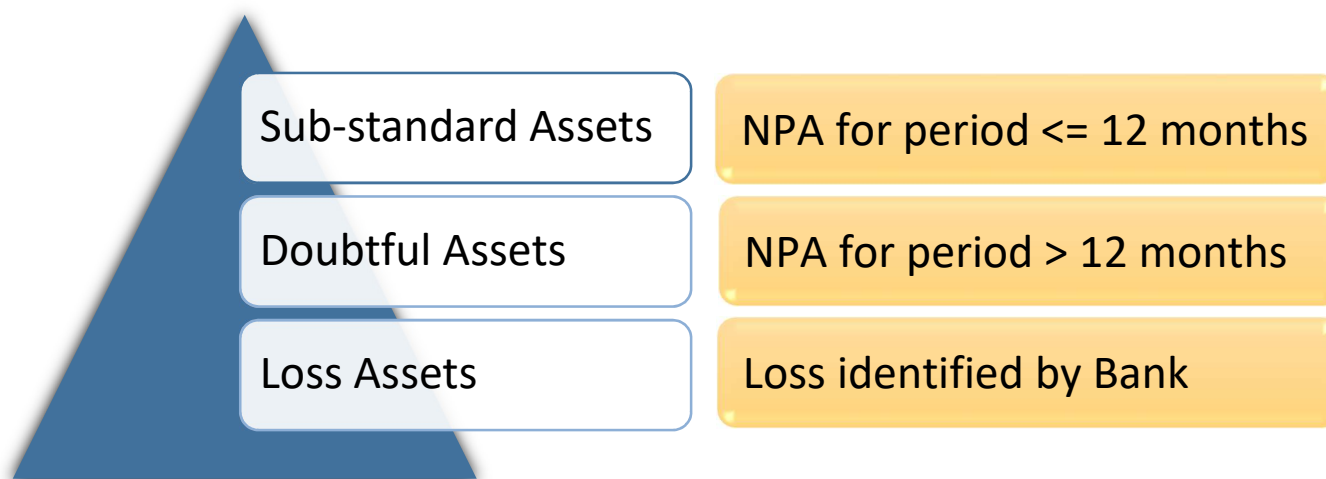 Sub-standard Assets
NPA for period <= 12 months
Doubtful Assets
NPA for period > 12 months
Loss Assets
Loss identified by Bank